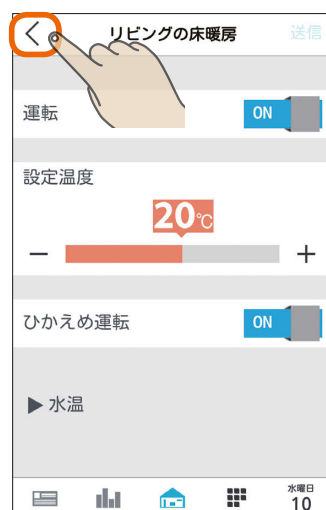 リビングの床暖房 送信
運転 ON
設定温度
20℃
− +
ひかえめ運転 ON
▶水温
水曜日
10